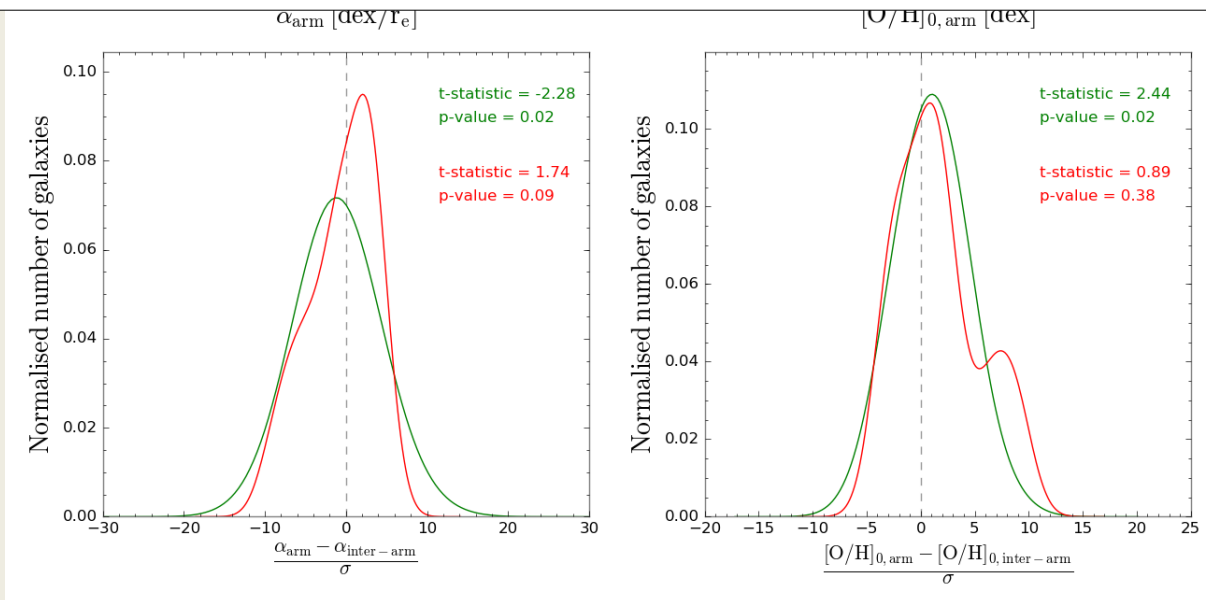 α_arm [dex/r_e]
[O/H]_0, arm [dex]
Normalised number of galaxies
0.10
0.08
0.06
0.04
0.02
0.00
t-statistic = -2.28
p-value = 0.02
t-statistic = 1.74
p-value = 0.09
−30 −20 −10 0 10 20 30
α_arm − α_inter−arm
σ
Normalised number of galaxies
0.10
0.08
0.06
0.04
0.02
0.00
t-statistic = 2.44
p-value = 0.02
t-statistic = 0.89
p-value = 0.38
−20 −15 −10 −5 0 5 10 15 20 25
[O/H]_0, arm − [O/H]_0, inter−arm
σ